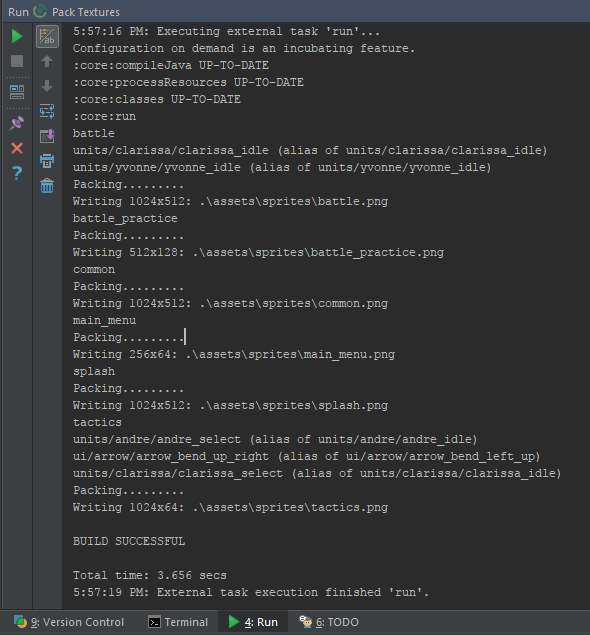 Run Pack Textures
5:57:16 PM: Executing external task 'run'...
Configuration on demand is an incubating feature.
:core:compileJava UP-TO-DATE
:core:processResources UP-TO-DATE
:core:classes UP-TO-DATE
:core:run
battle
units/clarissa/clarissa_idle (alias of units/clarissa/clarissa_idle)
units/yvonne/yvonne_idle (alias of units/yvonne/yvonne_idle)
Packing.........
Writing 1024x512: .\assets\sprites\battle.png
battle_practice
Packing.........
Writing 512x128: .\assets\sprites\battle_practice.png
common
Packing.........
Writing 1024x512: .\assets\sprites\common.png
main_menu
Packing.........
Writing 256x64: .\assets\sprites\main_menu.png
splash
Packing.........
Writing 1024x512: .\assets\sprites\splash.png
tactics
units/andre/andre_select (alias of units/andre/andre_idle)
ui/arrow/arrow_bend_up_right (alias of ui/arrow/arrow_bend_left_up)
units/clarissa/clarissa_select (alias of units/clarissa/clarissa_idle)
Packing.........
Writing 1024x64: .\assets\sprites\tactics.png
BUILD SUCCESSFUL
Total time: 3.656 secs
5:57:19 PM: External task execution finished 'run'.
9: Version Control Terminal 4: Run 6: TODO